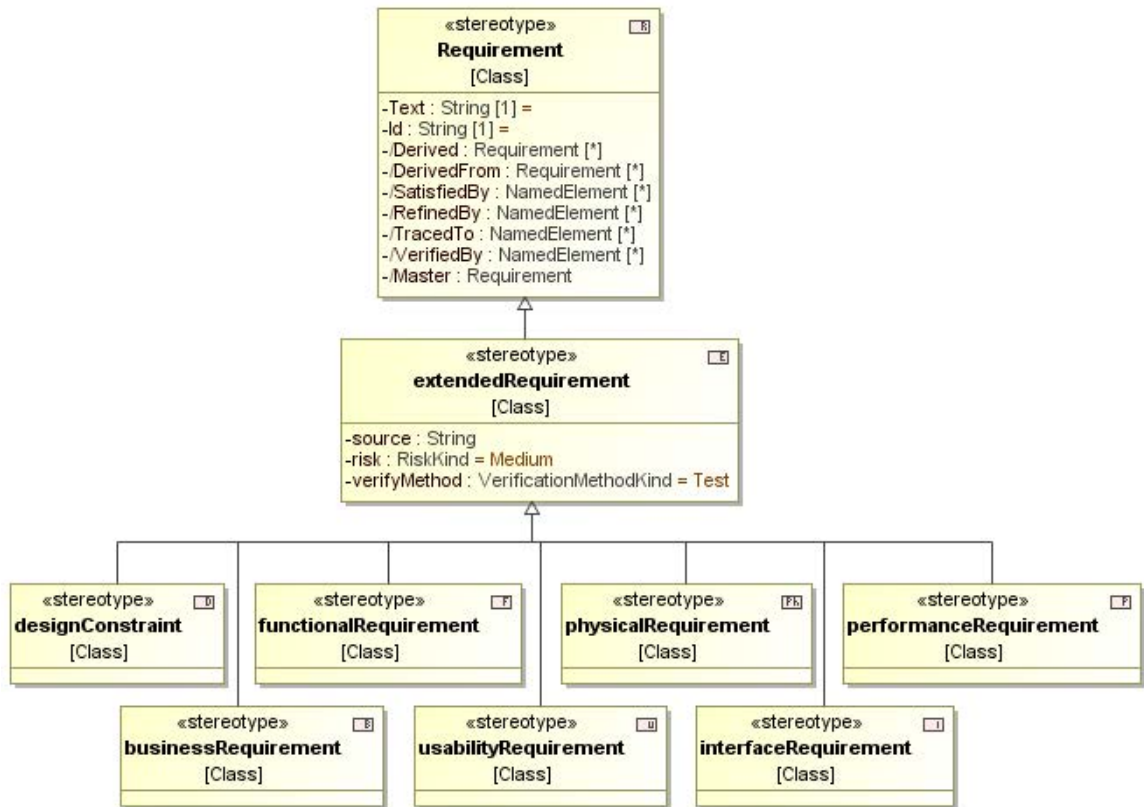 «stereotype»
R
Requirement
[Class]
-Text : String [1] =
-Id : String [1] =
-/Derived : Requirement [*]
-/DerivedFrom : Requirement [*]
-/SatisfiedBy : NamedElement [*]
-/RefinedBy : NamedElement [*]
-/TracedTo : NamedElement [*]
-/VerifiedBy : NamedElement [*]
-/Master : Requirement
«stereotype»
E
extendedRequirement
[Class]
-source : String
-risk : RiskKind = Medium
-verifyMethod : VerificationMethodKind = Test
«stereotype»
D
designConstraint
[Class]
«stereotype»
F
functionalRequirement
[Class]
«stereotype»
Ph
physicalRequirement
[Class]
«stereotype»
P
performanceRequirement
[Class]
«stereotype»
B
businessRequirement
[Class]
«stereotype»
U
usabilityRequirement
[Class]
«stereotype»
I
interfaceRequirement
[Class]